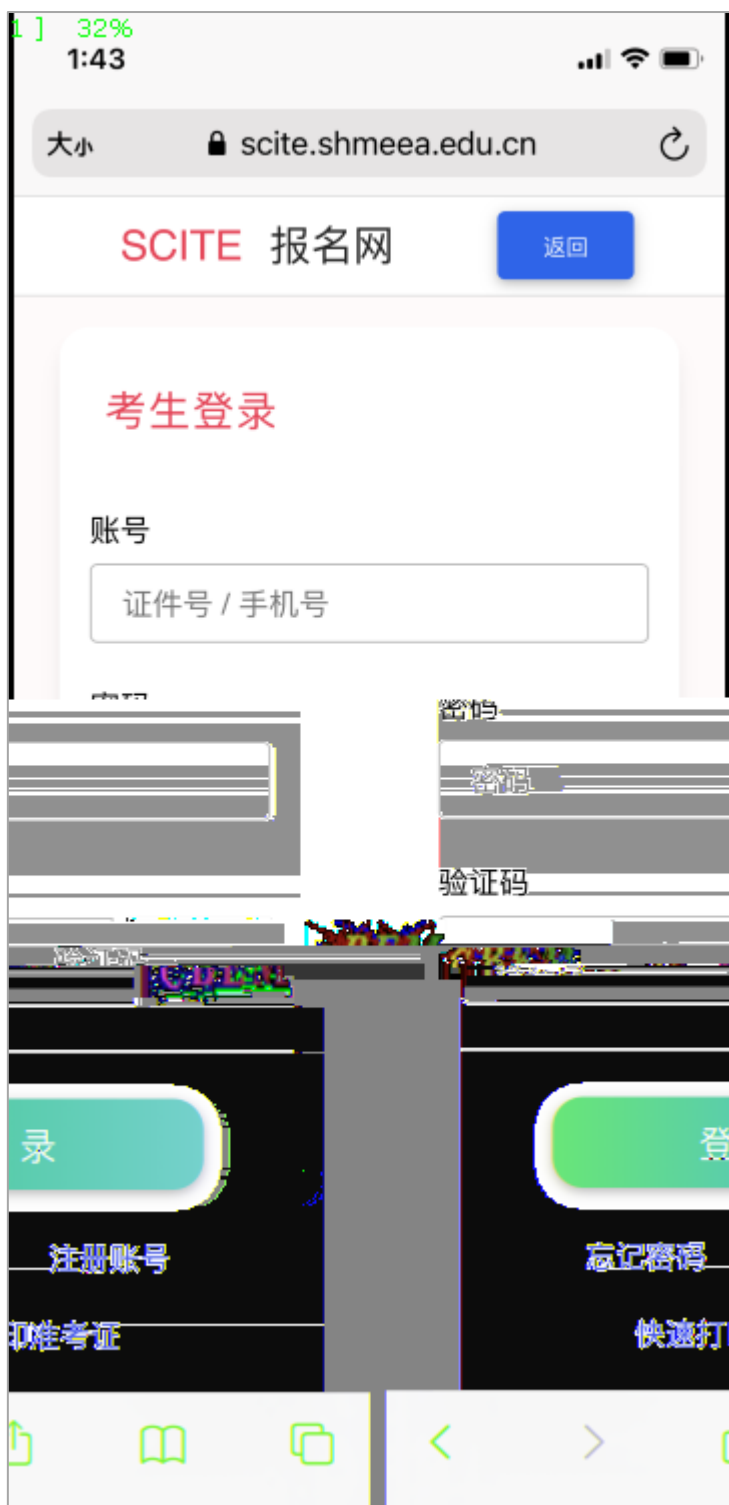 1 ] 32%
1:43
大小 scite.shmeea.edu.cn
SCITE 报名网 返回
考生登录
账号
证件号 / 手机号
密码
密码
验证码
录 登
注册账号 忘记密码
准考证 快速打